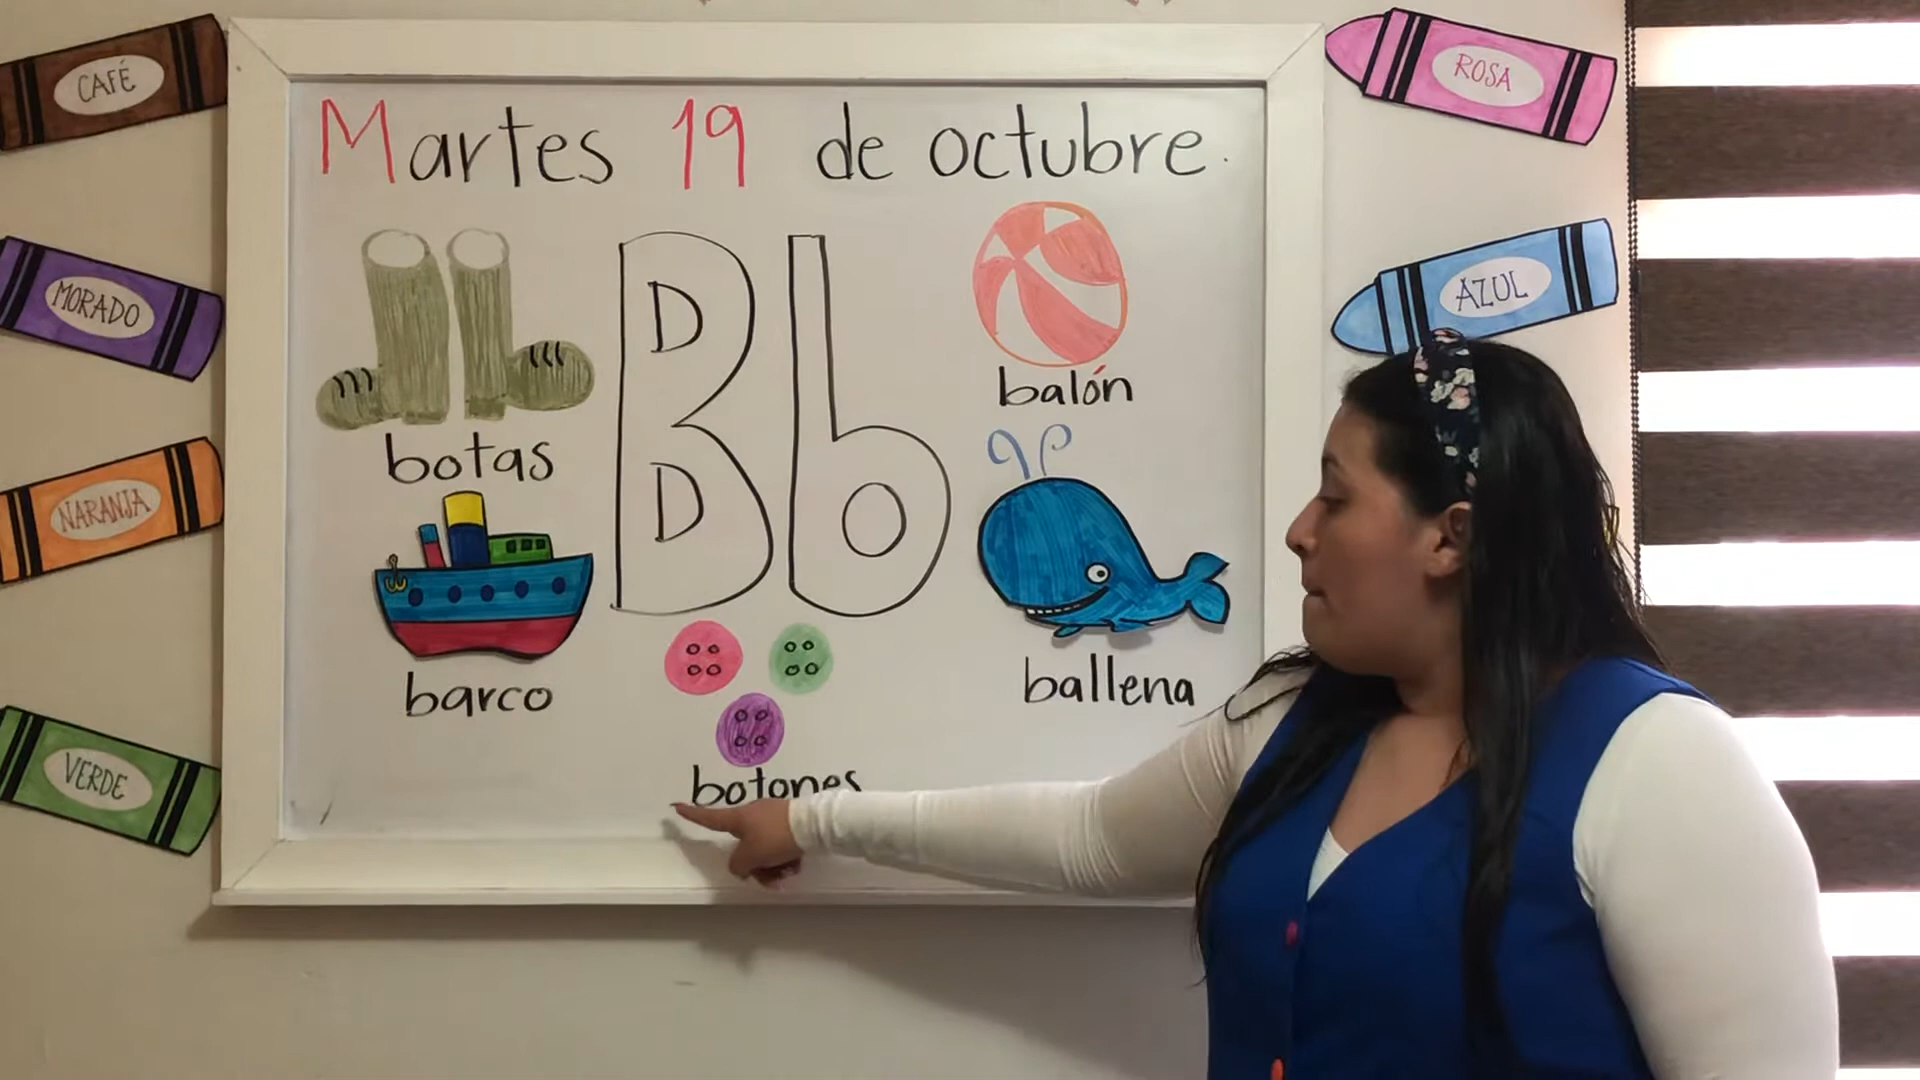 CAFÉ
MORADO
NARANJA
VERDE
Martes 19 de octubre.
Bb
botas
barco
botones
balón
ballena
ROSA
AZUL